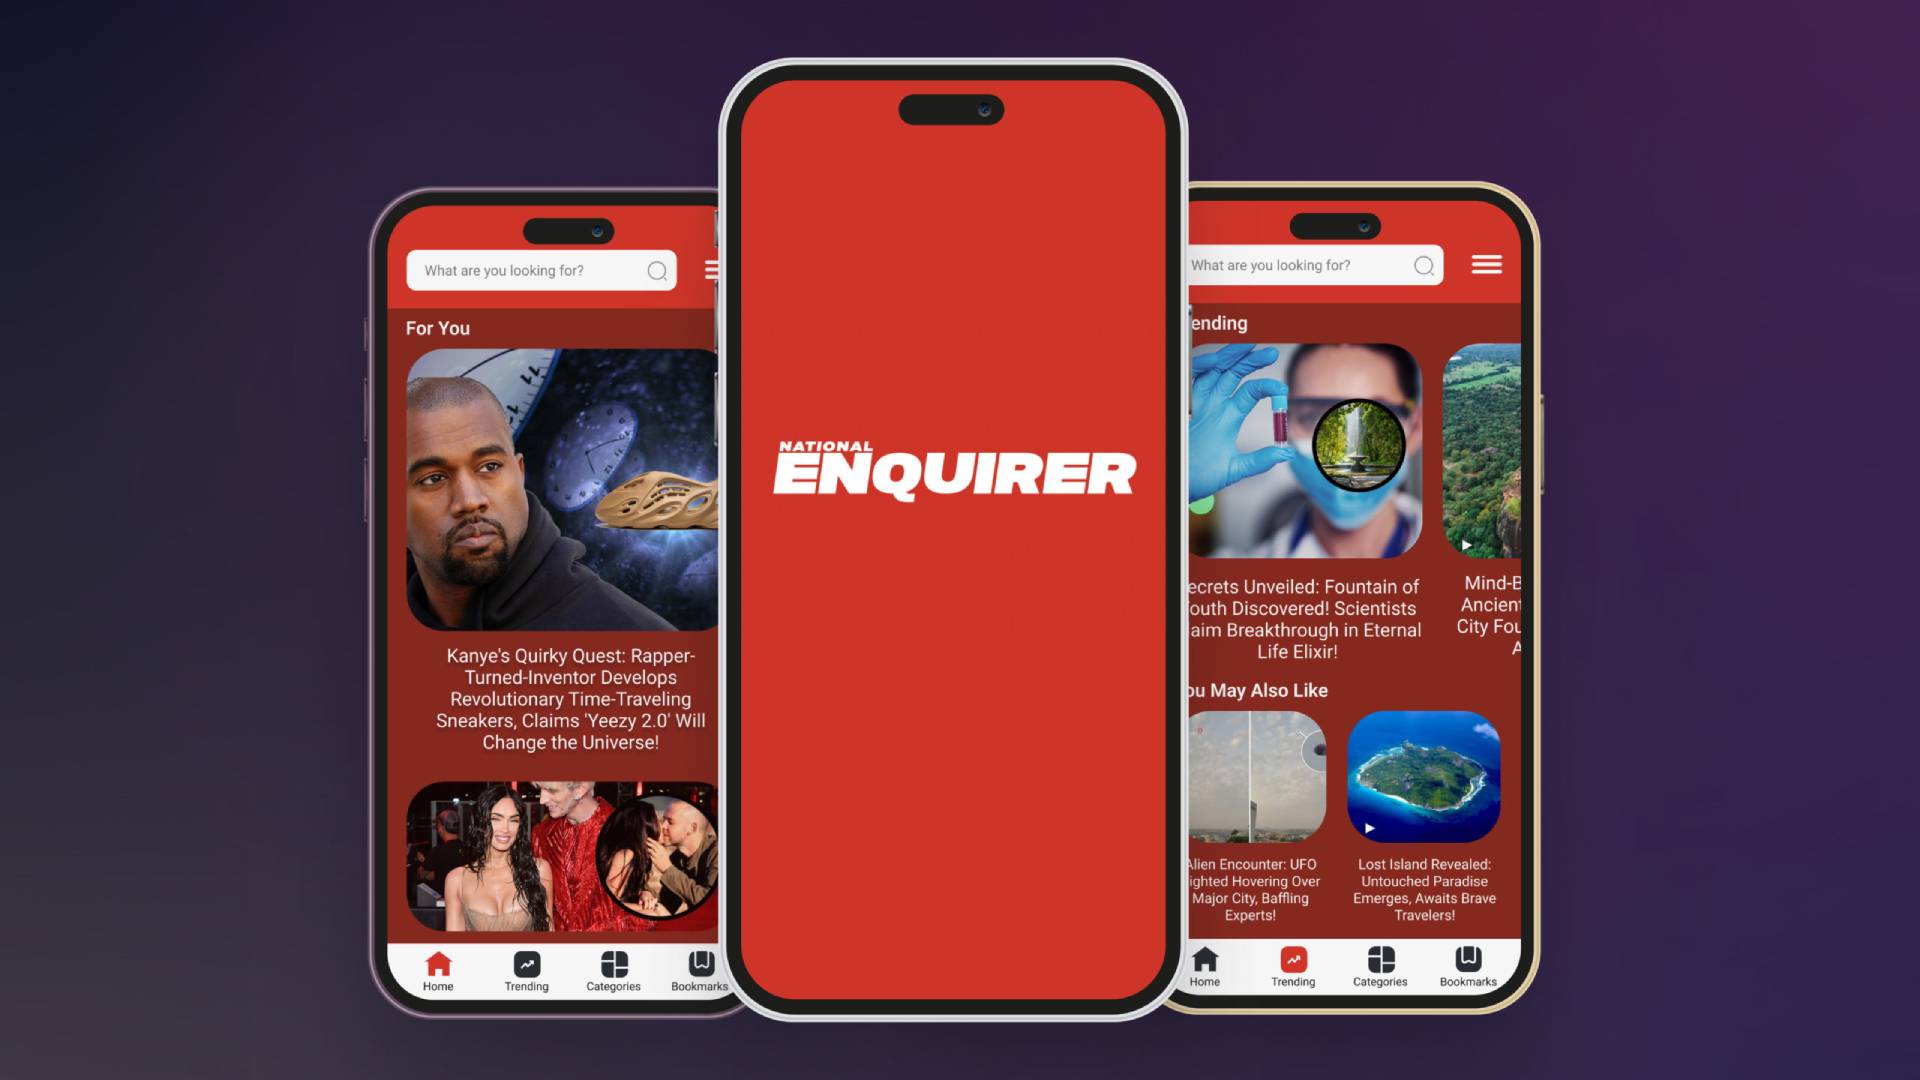 What are you looking for?
For You
Kanye's Quirky Quest: Rapper-
Turned-Inventor Develops
Revolutionary Time-Traveling
Sneakers, Claims 'Yeezy 2.0' Will
Change the Universe!
Home
Trending
Categories
Bookmarks
NATIONAL
ENQUIRER
What are you looking for?
ending
ecrets Unveiled: Fountain of
outh Discovered! Scientists
aim Breakthrough in Eternal
Life Elixir!
Mind-B
Ancient
City Fou
A
ou May Also Like
Alien Encounter: UFO
ighted Hovering Over
Major City, Baffling
Experts!
Lost Island Revealed:
Untouched Paradise
Emerges, Awaits Brave
Travelers!
Home
Trending
Categories
Bookmarks